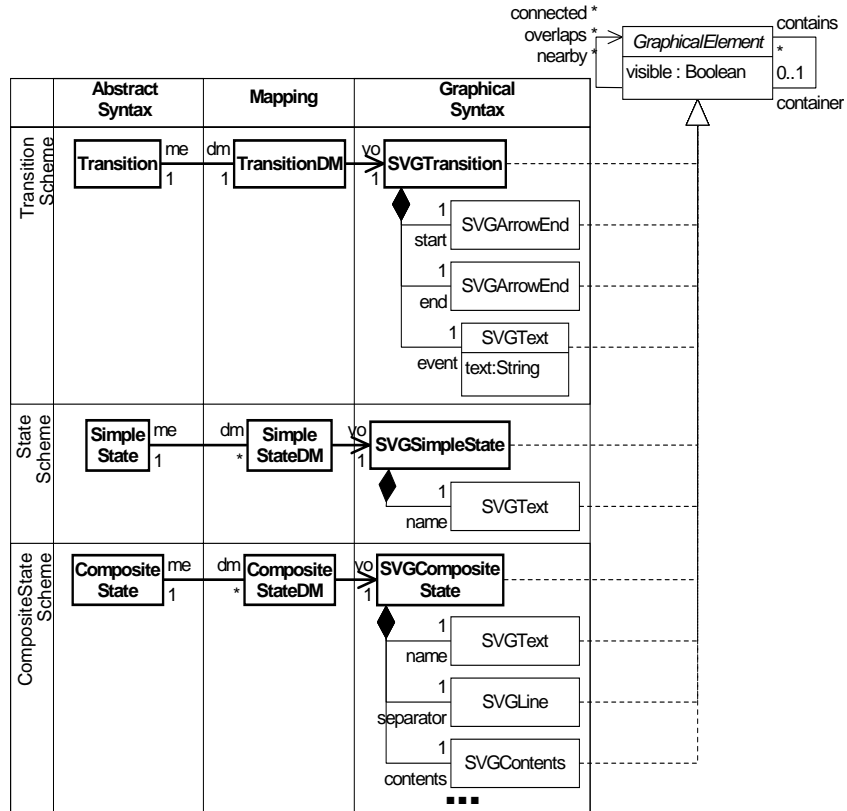 connected *
overlaps *
nearby *
GraphicalElement
visible : Boolean
contains
*
0..1
container
Abstract
Syntax
Mapping
Graphical
Syntax
Transition
Scheme
Transition
me
1
dm
1
TransitionDM
vo
1
SVGTransition
1
start
SVGArrowEnd
1
end
SVGArrowEnd
1
event
SVGText
text:String
State
Scheme
Simple
State
me
1
dm
*
Simple
StateDM
vo
1
SVGSimpleState
1
name
SVGText
CompositeState
Scheme
Composite
State
me
1
dm
*
Composite
StateDM
vo
1
SVGComposite
State
1
name
SVGText
1
separator
SVGLine
1
contents
SVGContents